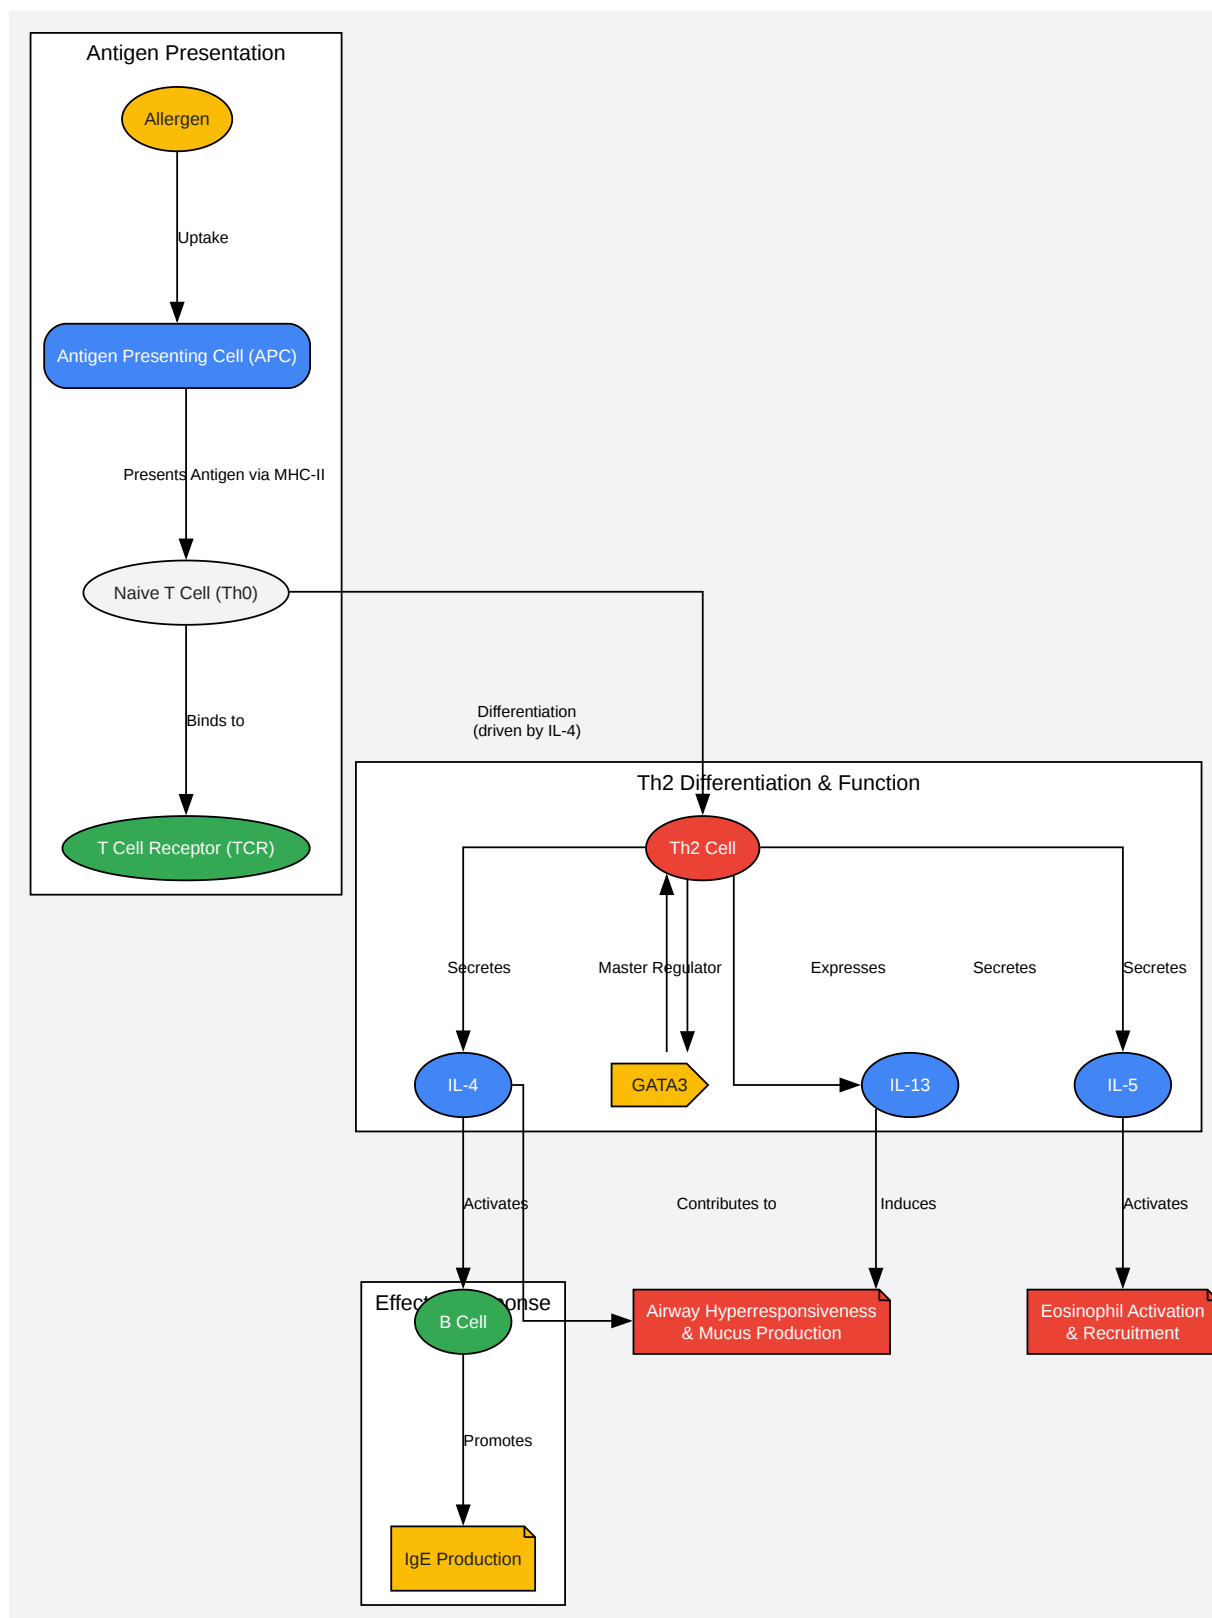 Antigen Presentation
Allergen
Uptake
Antigen Presenting Cell (APC)
Presents Antigen via MHC-II
Naive T Cell (Th0)
Differentiation
(driven by IL-4)
Binds to
Th2 Differentiation & Function
T Cell Receptor (TCR)
Th2 Cell
Secretes
Master Regulator
Expresses
Secretes
Secretes
IL-4
GATA3
IL-13
IL-5
Activates
Contributes to
Induces
Activates
B Cell
Airway Hyperresponsiveness
& Mucus Production
Eosinophil Activation
& Recruitment
Promotes
IgE Production